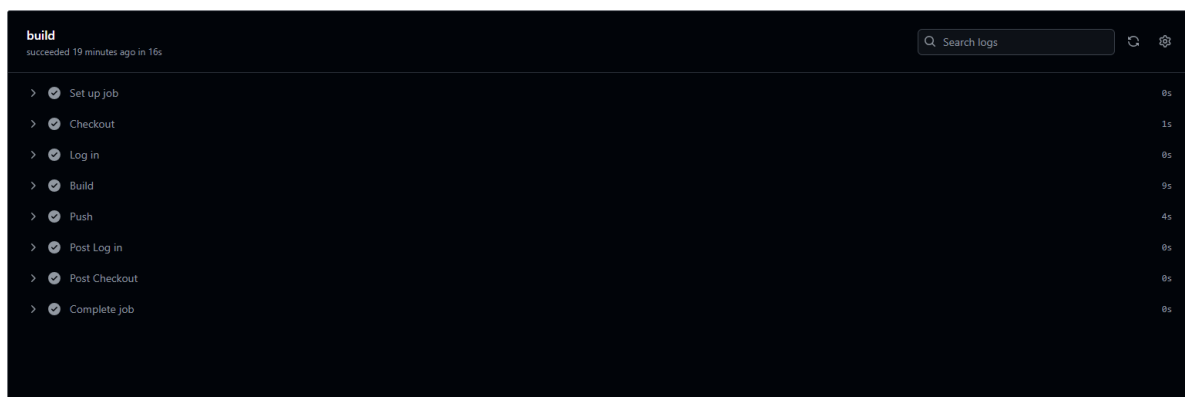 build
succeeded 19 minutes ago in 16s
Search logs
Set up job 0s
Checkout 1s
Log in 0s
Build 9s
Push 4s
Post Log in 0s
Post Checkout 0s
Complete job 0s